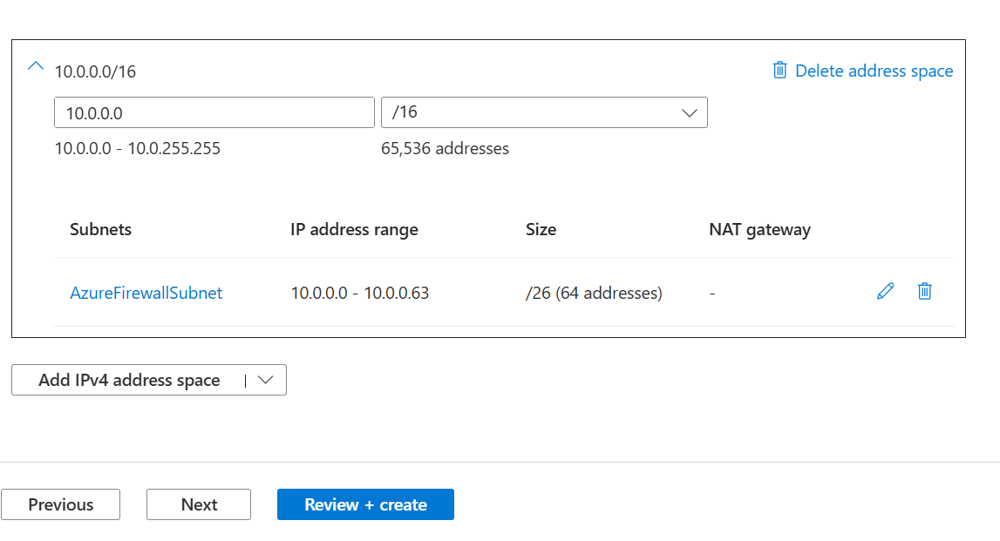 10.0.0.0/16
Delete address space
10.0.0.0
/16
10.0.0.0 - 10.0.255.255
65,536 addresses
Subnets IP address range Size NAT gateway
AzureFirewallSubnet 10.0.0.0 - 10.0.0.63 /26 (64 addresses) -
Add IPv4 address space |
Previous Next Review + create